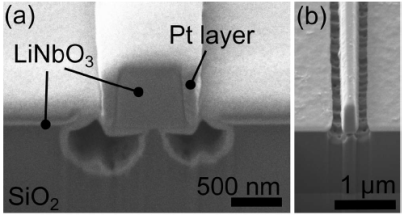 (a)
LiNbO₃
Pt layer
SiO₂
500 nm
(b)
1 μm